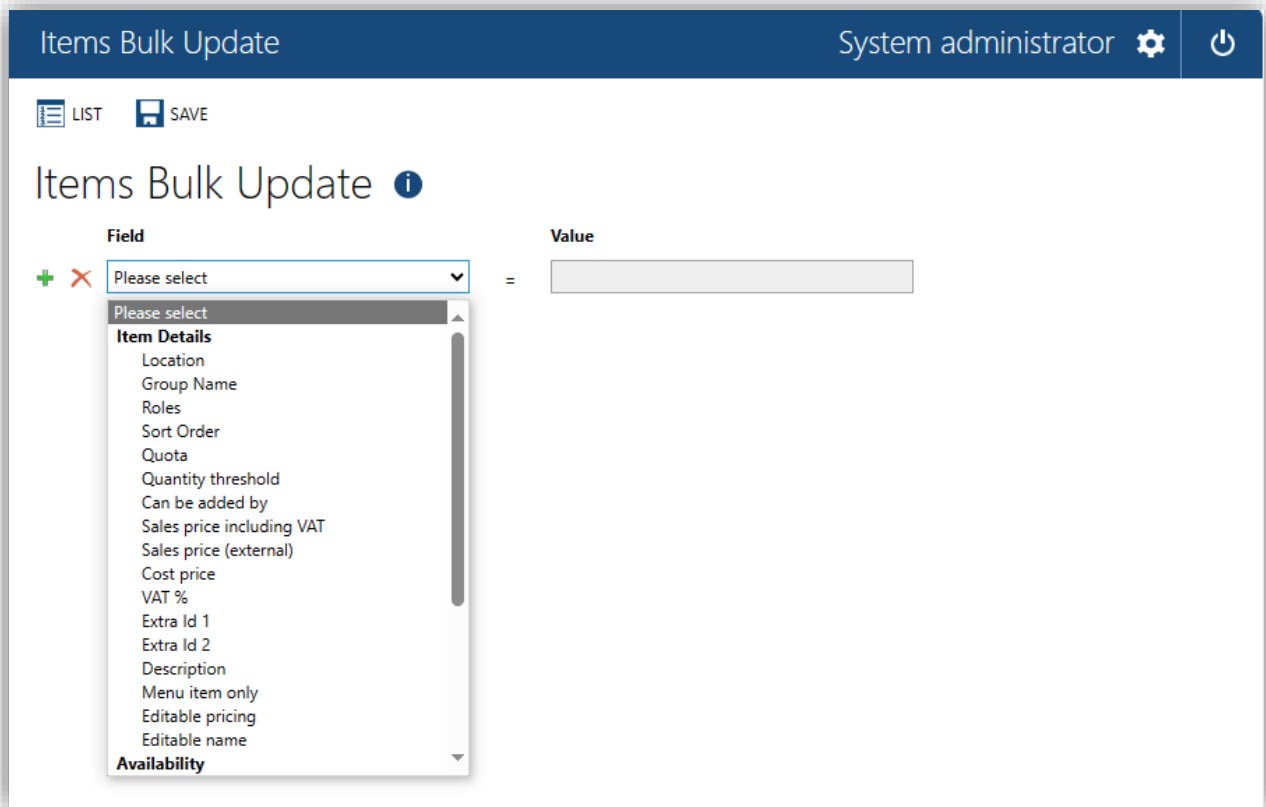 Items Bulk Update System administrator
LIST SAVE
Items Bulk Update i
Field Value
Please select =
Please select
Item Details
Location
Group Name
Roles
Sort Order
Quota
Quantity threshold
Can be added by
Sales price including VAT
Sales price (external)
Cost price
VAT %
Extra Id 1
Extra Id 2
Description
Menu item only
Editable pricing
Editable name
Availability